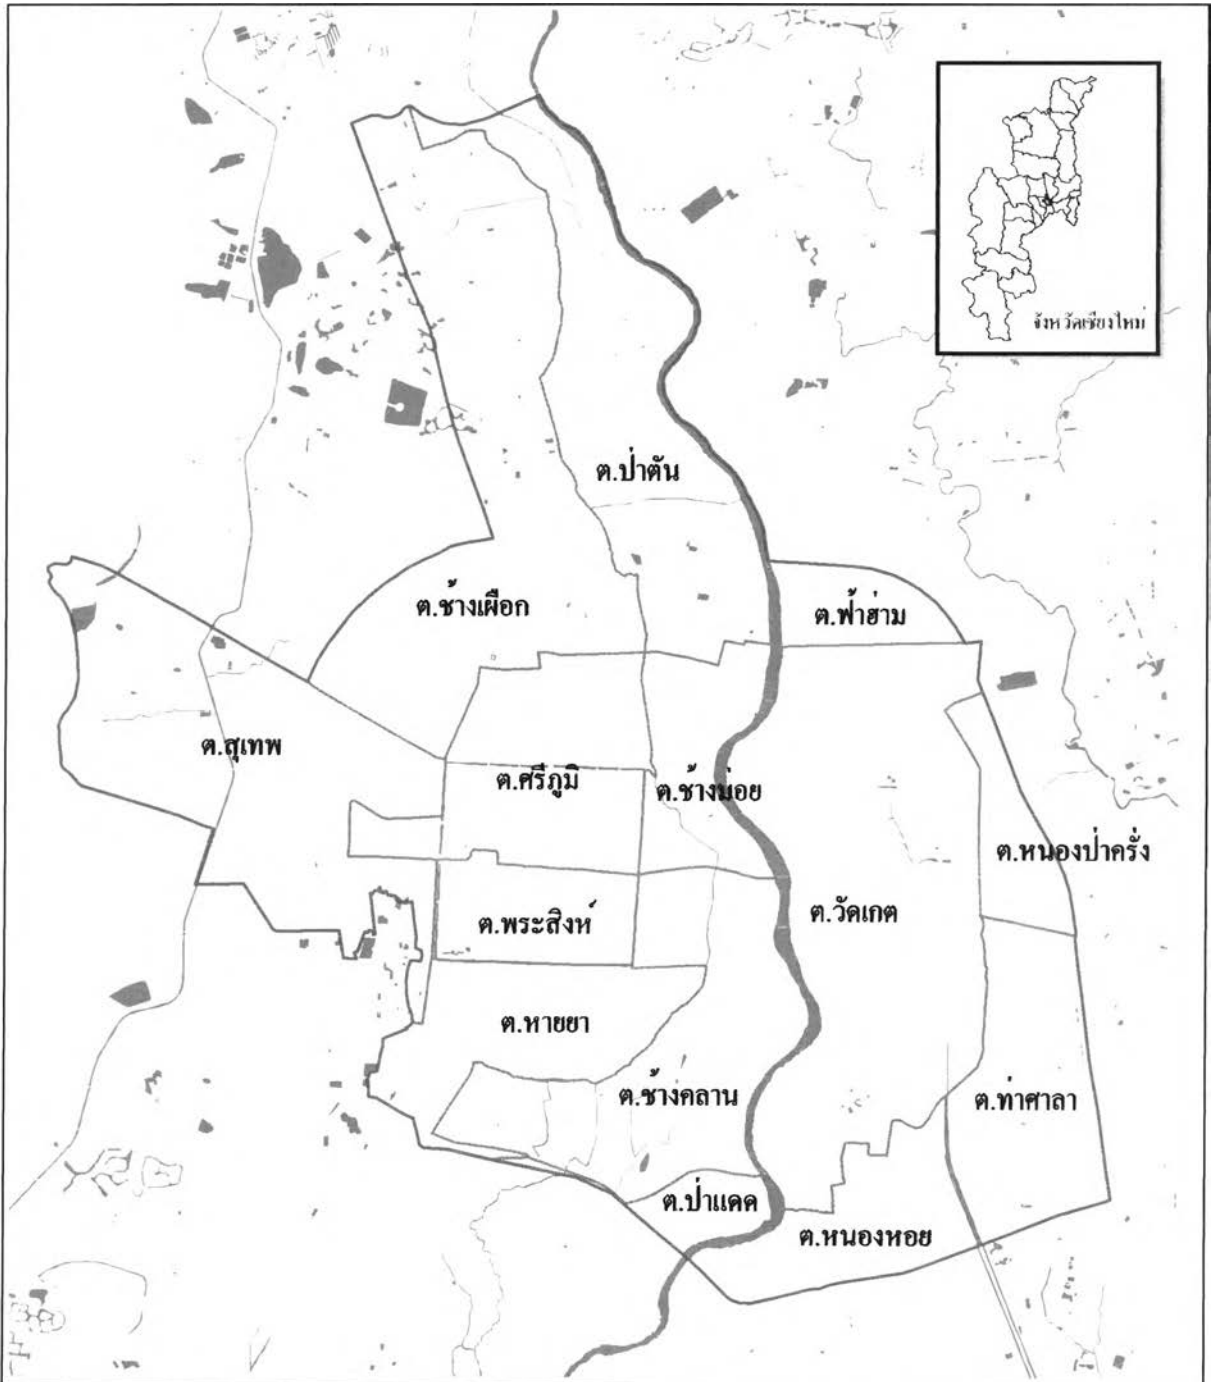 จังหวัดเชียงใหม่
ต.ป่าตัน
ต.ช้างเผือก
ต.ฟ้าฮ่าม
ต.สุเทพ
ต.ศรีภูมิ
ต.ช้างม่อย
ต.หนองป่าครั่ง
ต.วัดเกต
ต.พระสิงห์
ต.หายยา
ต.ช้างคลาน
ต.ท่าศาลา
ต.ป่าแดด
ต.หนองหอย